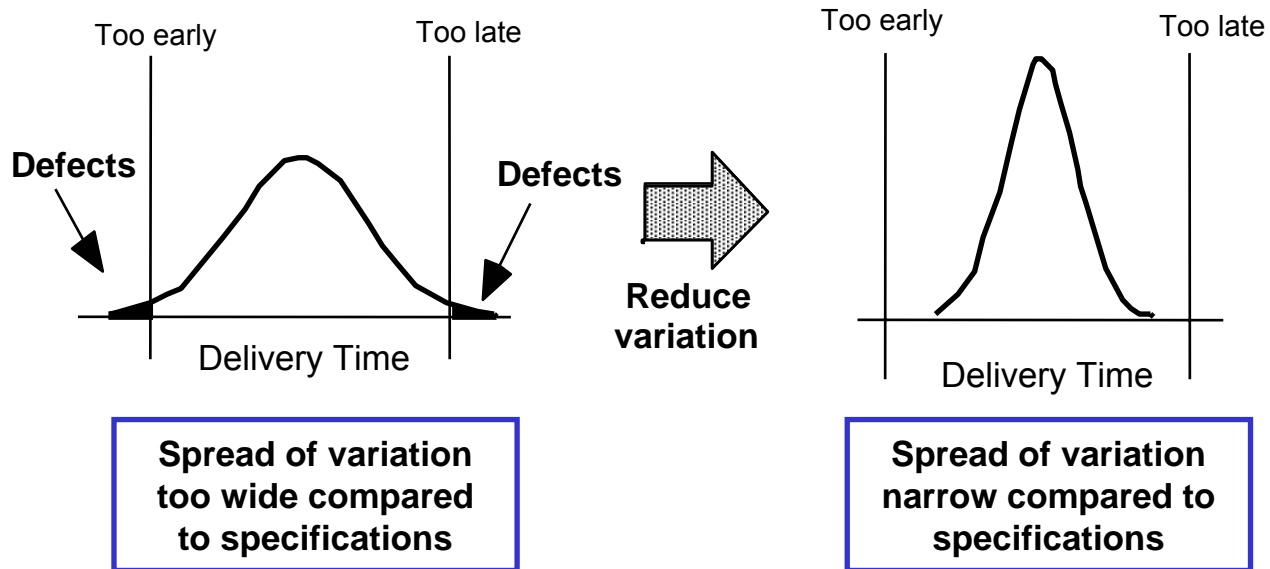 Too early
Too late
Defects
Defects
Delivery Time
Spread of variation
too wide compared
to specifications
Reduce
variation
Too early
Too late
Delivery Time
Spread of variation
narrow compared to
specifications